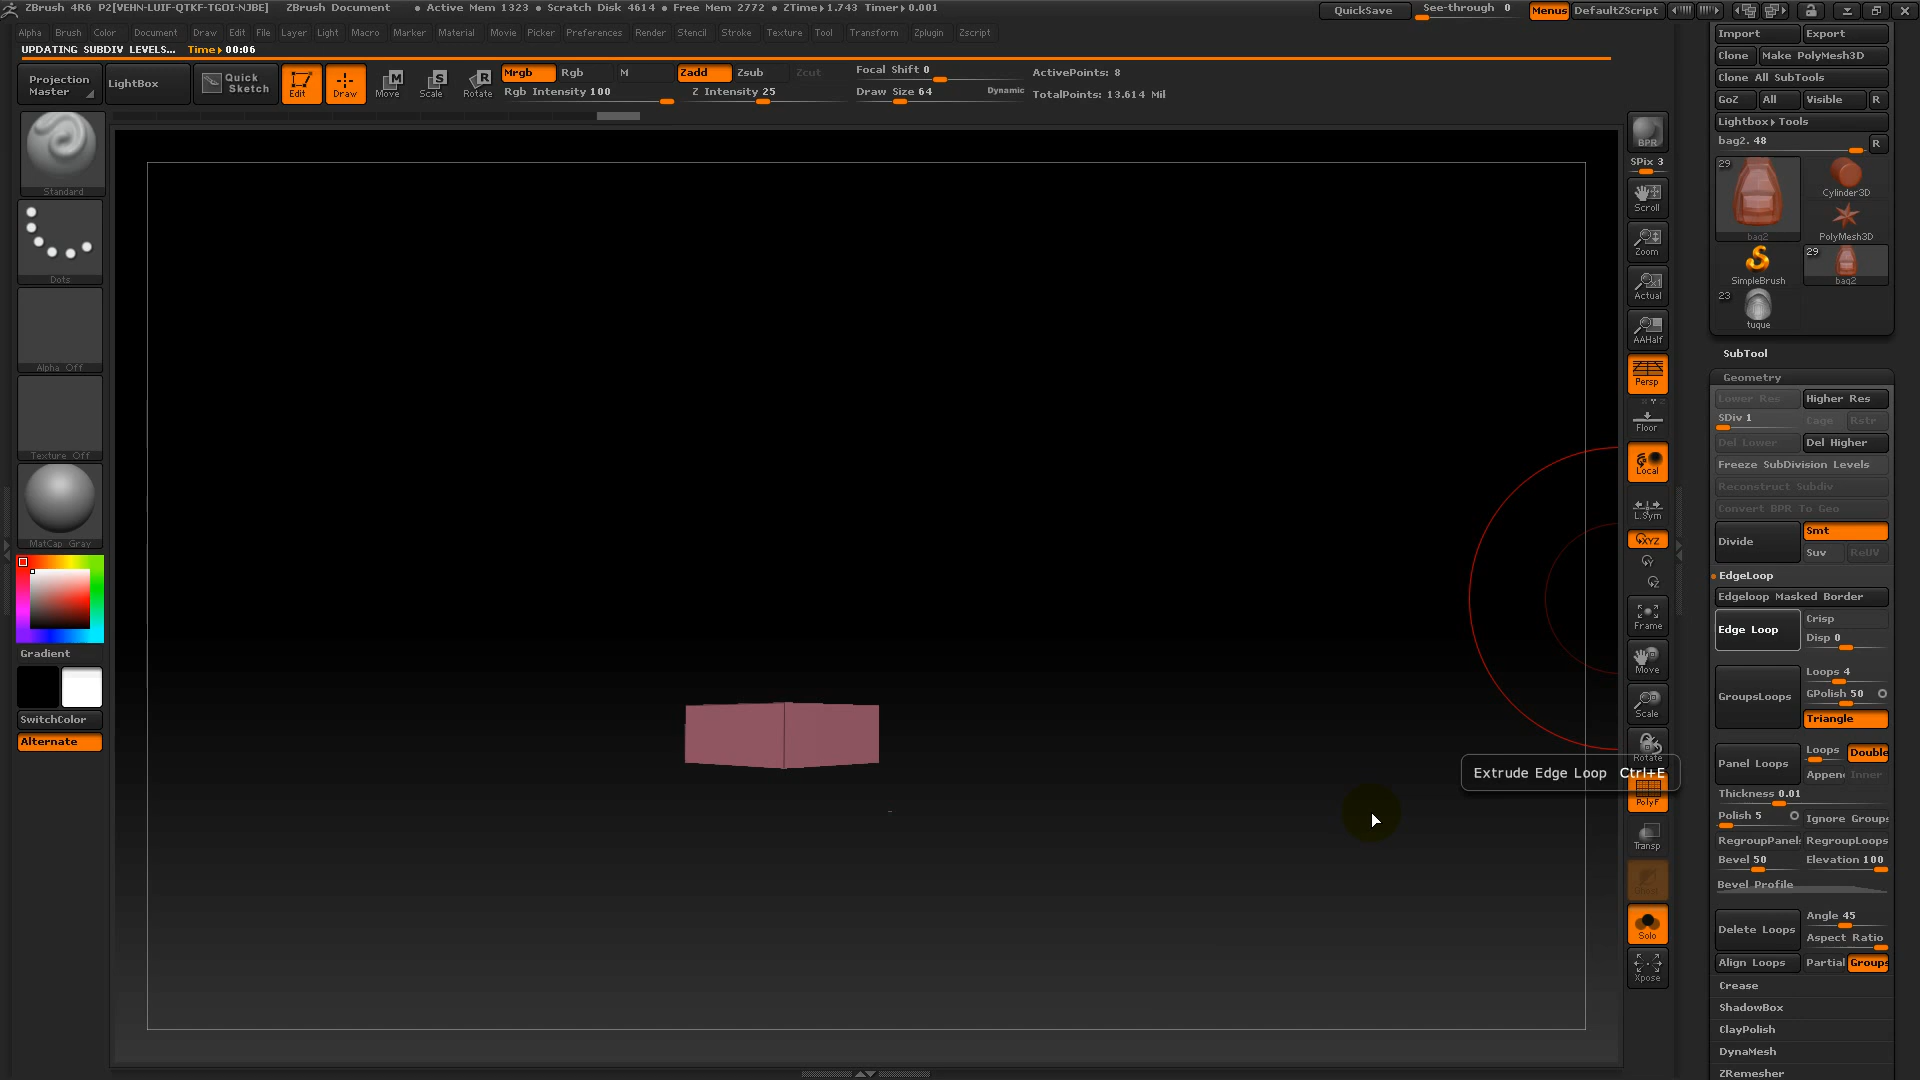 ZBrush 4R6 P2[VEHN-LUIF-QTKF-TGOI-NJBE] ZBrush Document • Active Mem 1323 • Scratch Disk 4614 • Free Mem 2772 • ZTime▸1.743 Timer▸0.001 QuickSave See-through 0 Menus DefaultZScript
Alpha Brush Color Document Draw Edit File Layer Light Macro Marker Material Movie Picker Preferences Render Stencil Stroke Texture Tool Transform Zplugin Zscript
UPDATING SUBDIV LEVELS... Time▸00:06
Projection Master
LightBox
Quick Sketch
Edit
Draw
Move
Scale
Rotate
Mrgb Rgb M
Rgb Intensity 100
Zadd Zsub Zcut
Z Intensity 25
Focal Shift 0
Draw Size 64 Dynamic
ActivePoints: 8
TotalPoints: 13.614 Mil
Standard
Dots
Alpha Off
Texture Off
MatCap Gray
Gradient
SwitchColor
Alternate
BPR
SPix 3
Scroll
Zoom
Actual
AAHalf
Persp
Floor
Local
L.Sym
XYZ
Y
Z
Frame
Move
Scale
Rotate
PolyF
Transp
Solo
Xpose
Extrude Edge Loop Ctrl+E
Import Export
Clone Make PolyMesh3D
Clone All SubTools
GoZ All Visible R
Lightbox▸Tools
bag2. 48 R
29
bag2
Cylinder3D
PolyMesh3D
SimpleBrush
29
bag2
23
tuque
SubTool
Geometry
Lower Res Higher Res
SDiv 1 Cage Rstr
Del Lower Del Higher
Freeze SubDivision Levels
Reconstruct Subdiv
Convert BPR To Geo
Divide Smt
Suv ReUV
EdgeLoop
Edgeloop Masked Border
Edge Loop Crisp
Disp 0
GroupsLoops Loops 4
GPolish 50
Triangle
Panel Loops Loops Double
Append Inner
Thickness 0.01
Polish 5 Ignore Groups
RegroupPanels RegroupLoops
Bevel 50 Elevation 100
Bevel Profile
Delete Loops Angle 45
Aspect Ratio
Align Loops Partial Groups
Crease
ShadowBox
ClayPolish
DynaMesh
ZRemesher